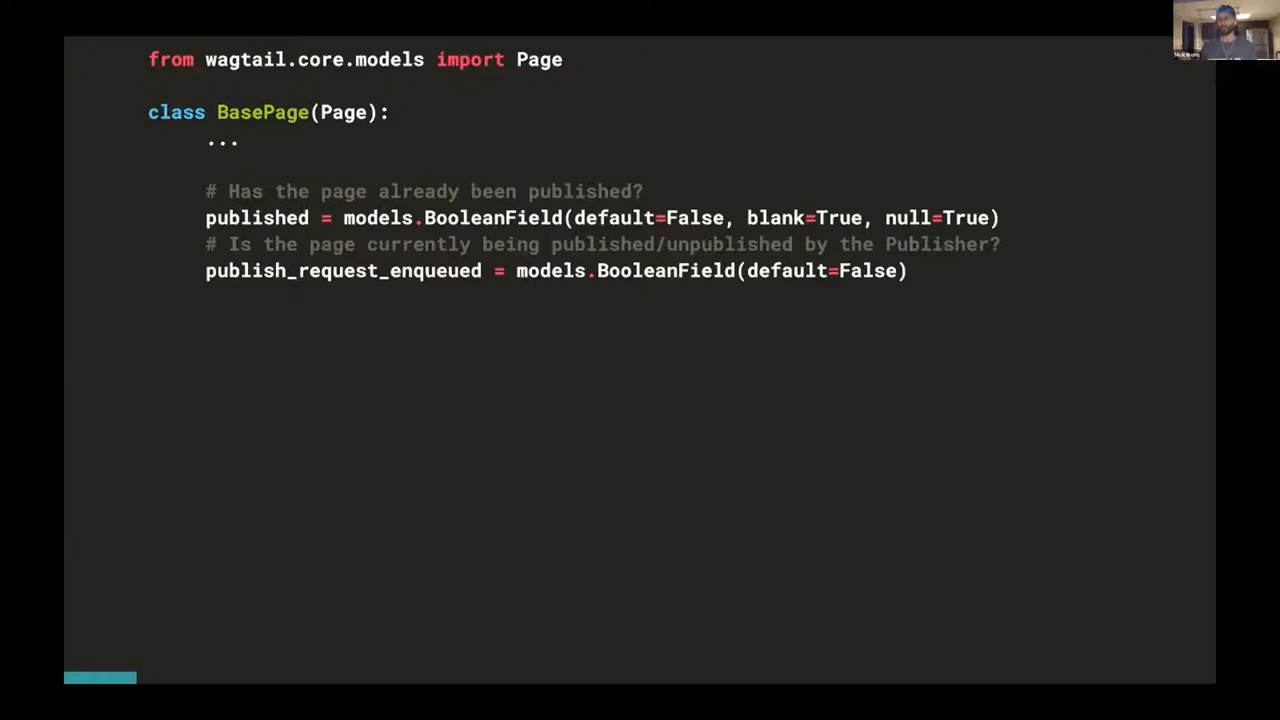 from wagtail.core.models import Page
class BasePage(Page):
...
# Has the page already been published?
published = models.BooleanField(default=False, blank=True, null=True)
# Is the page currently being published/unpublished by the Publisher?
publish_request_enqueued = models.BooleanField(default=False)